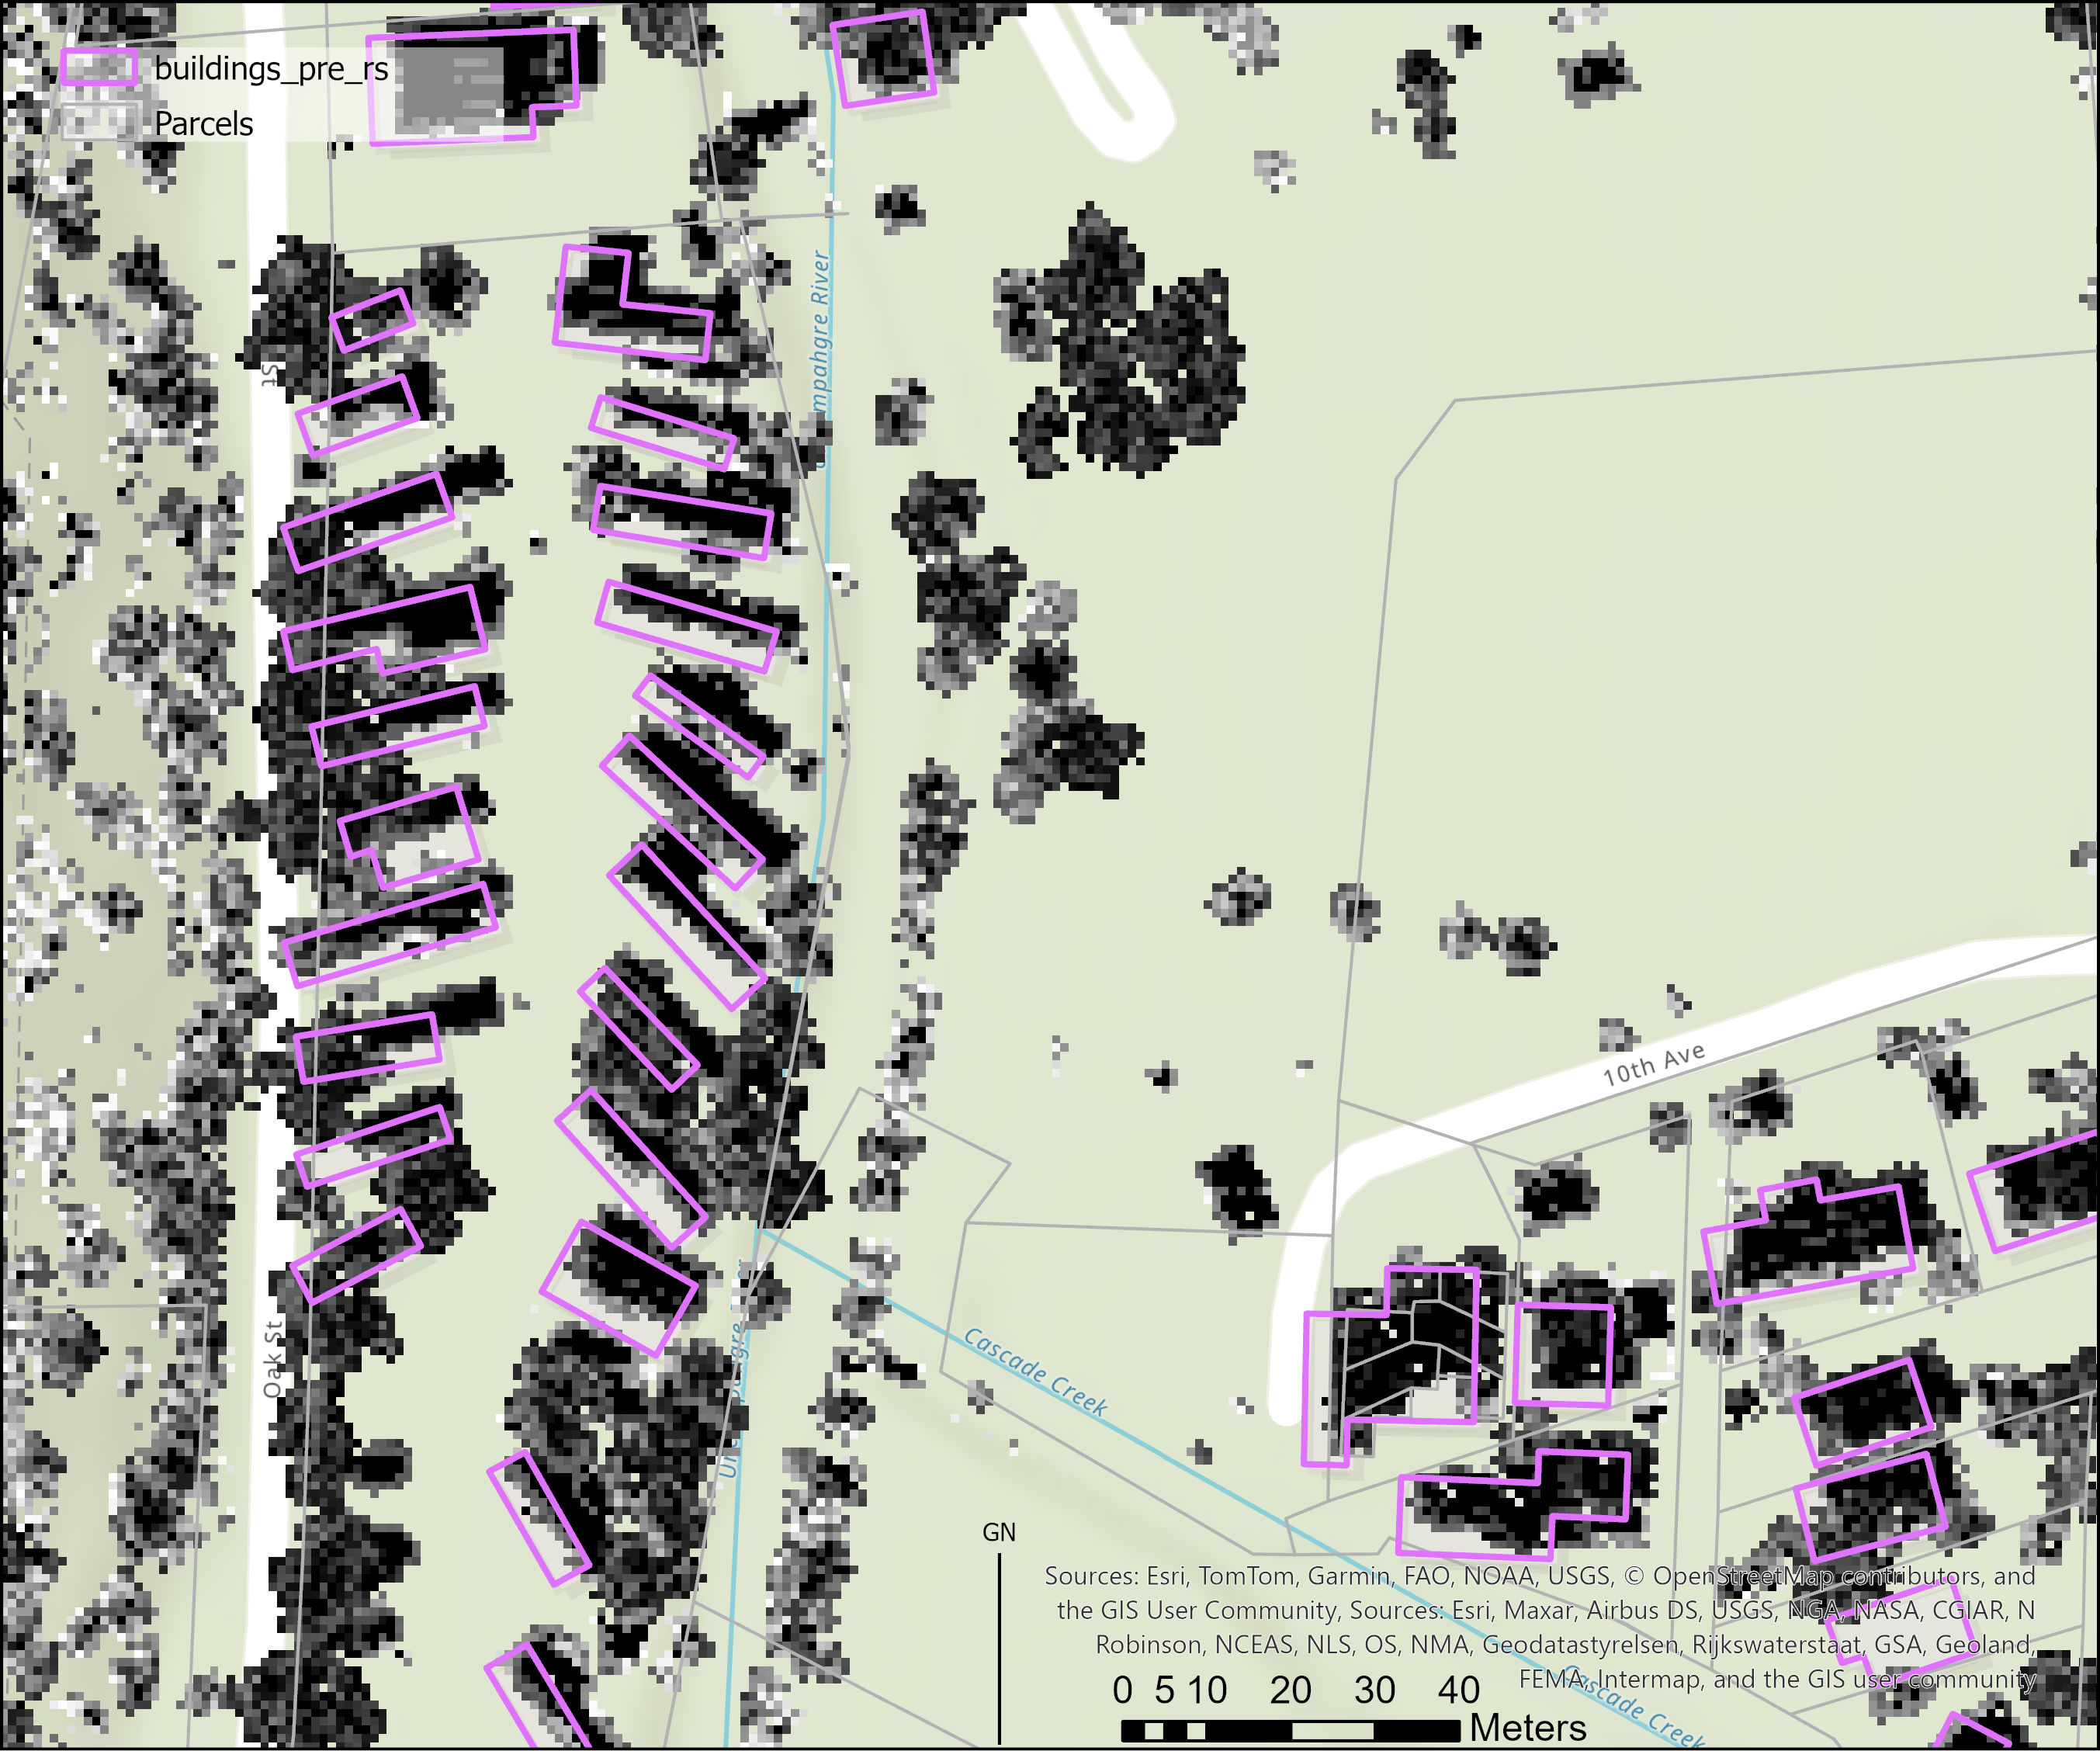 buildings_pre_rs
Parcels
St
mpahgre River
10th Ave
Oak St
Cascade Creek
GN
Sources: Esri, TomTom, Garmin, FAO, NOAA, USGS, © OpenStreetMap contributors, and
the GIS User Community, Sources: Esri, Maxar, Airbus DS, USGS, NGA, NASA, CGIAR, N
Robinson, NCEAS, NLS, OS, NMA, Geodatastyrelsen, Rijkswaterstaat, GSA, Geoland,
FEMA, Intermap, and the GIS user community
Cascade Creek
0 5 10 20 30 40
Meters